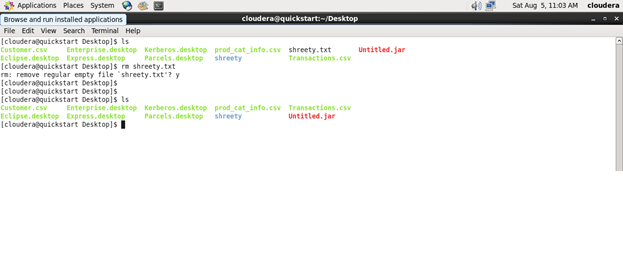 Applications Places System Sat Aug 5, 11:03 AM cloudera
Browse and run installed applications cloudera@quickstart:~/Desktop
File Edit View Search Terminal Help
[cloudera@quickstart Desktop]$ ls
Customer.csv Enterprise.desktop Kerberos.desktop prod_cat_info.csv shreety.txt Untitled.jar
Eclipse.desktop Express.desktop Parcels.desktop shreety Transactions.csv
[cloudera@quickstart Desktop]$ rm shreety.txt
rm: remove regular empty file `shreety.txt'? y
[cloudera@quickstart Desktop]$
[cloudera@quickstart Desktop]$
[cloudera@quickstart Desktop]$ ls
Customer.csv Enterprise.desktop Kerberos.desktop prod_cat_info.csv Transactions.csv
Eclipse.desktop Express.desktop Parcels.desktop shreety Untitled.jar
[cloudera@quickstart Desktop]$